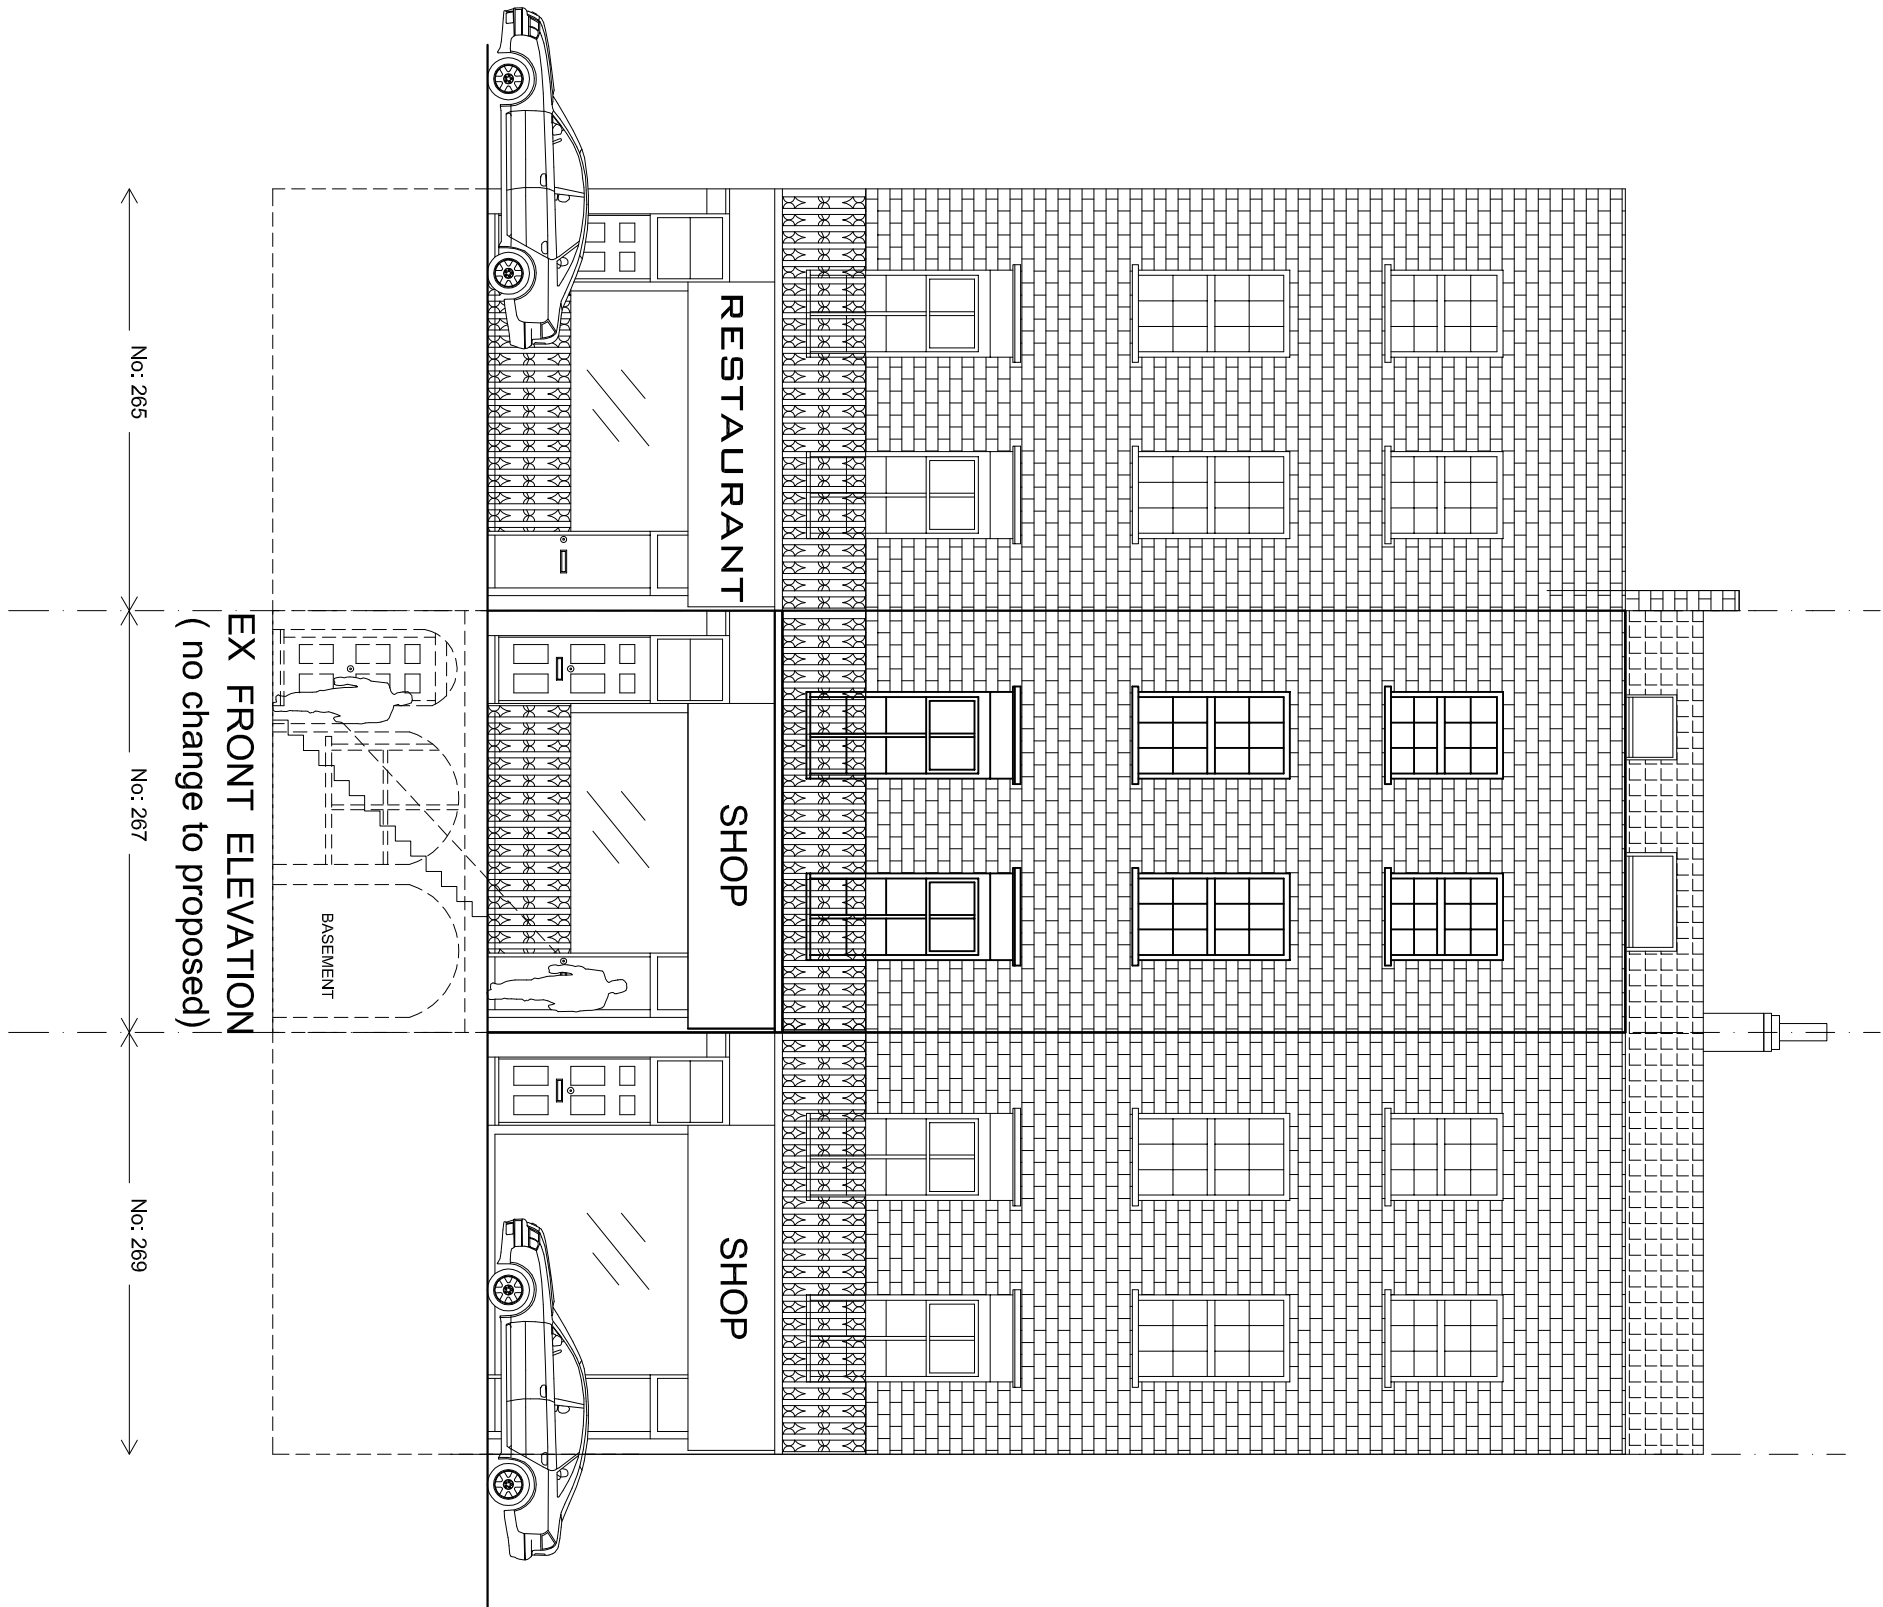 RESTAURANT
SHOP
SHOP
BASEMENT
EX FRONT ELEVATION
( no change to proposed)
No: 265
No: 267
No: 269